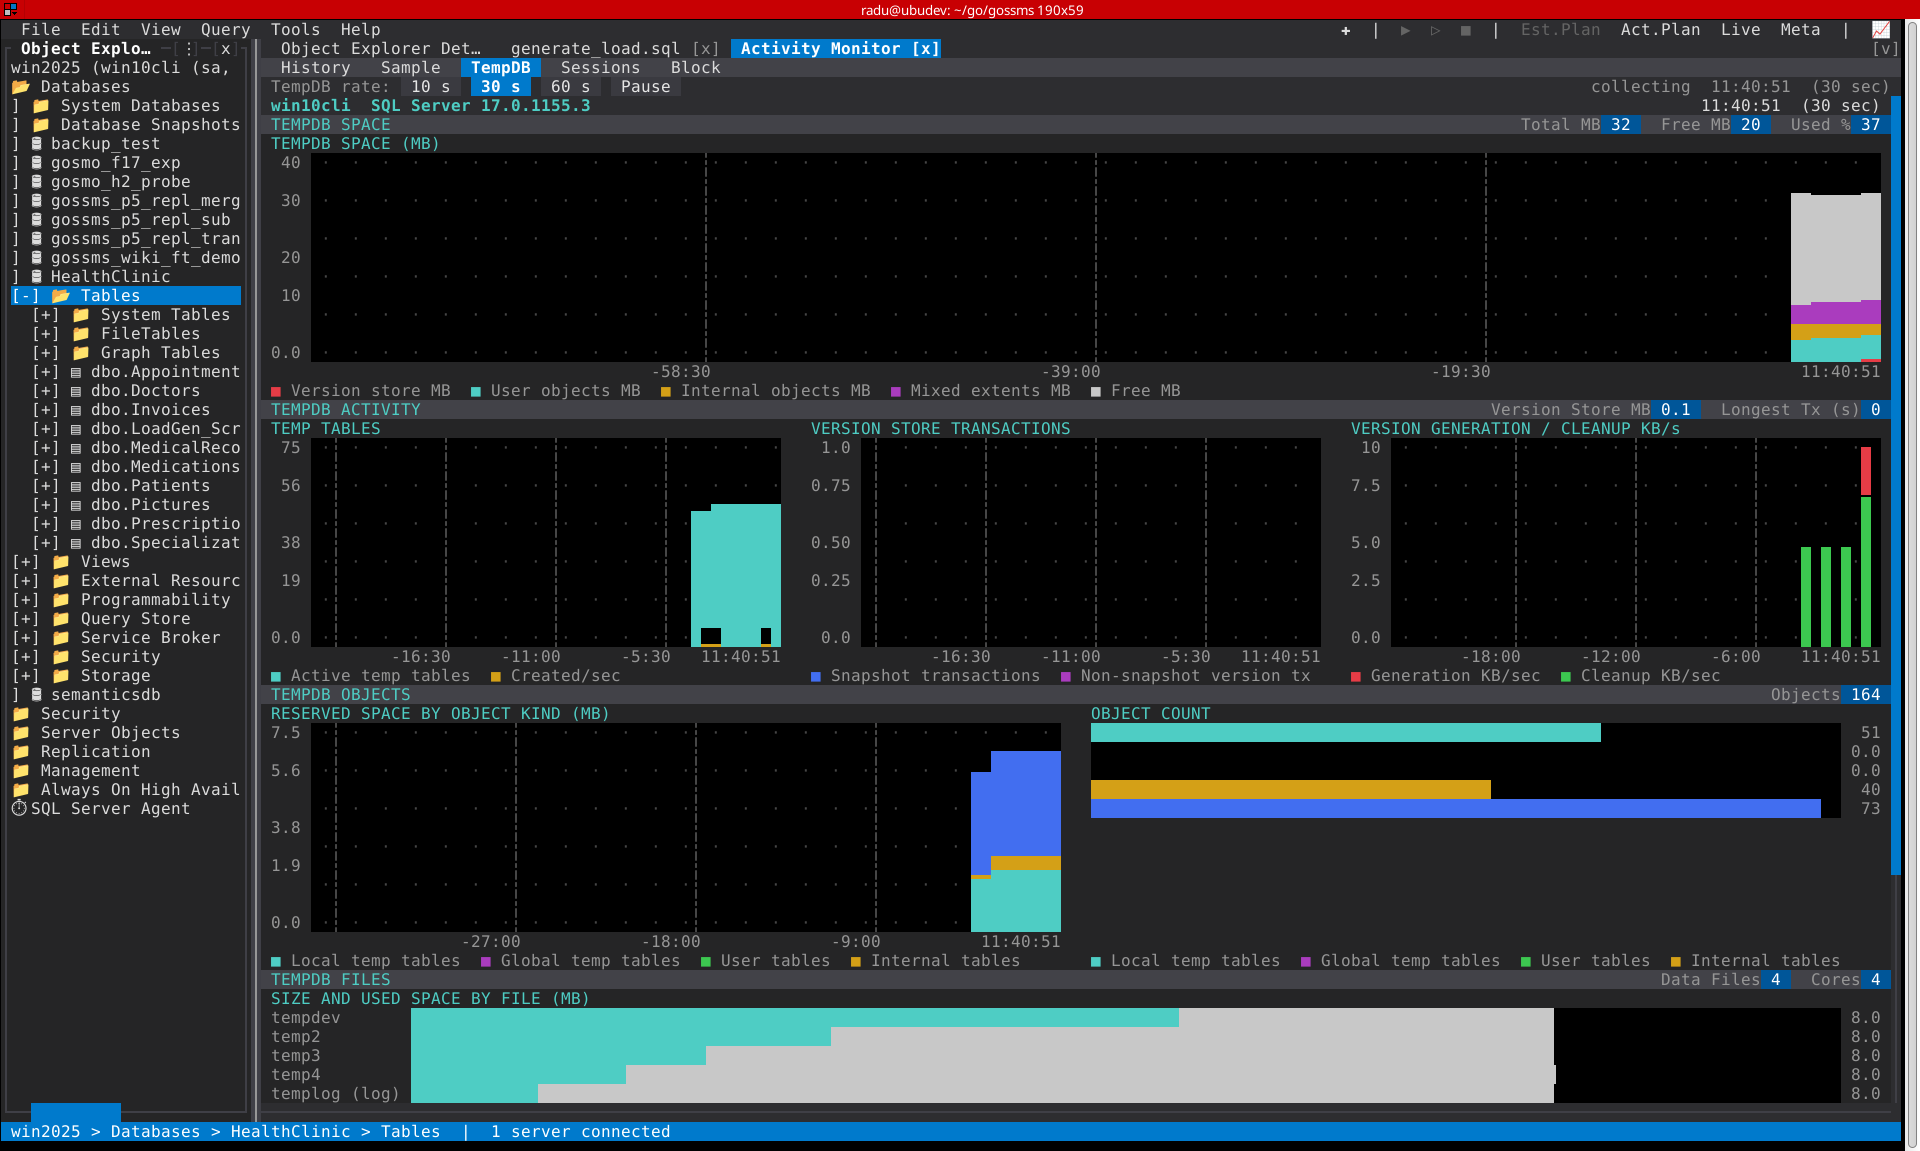 radu@ubudev: ~/go/gossms 190x59
File Edit View Query Tools Help + | ▶ ▷ ■ | Est.Plan Act.Plan Live Meta |
Object Explo… [⋮] [x] Object Explorer Det… generate_load.sql [x] Activity Monitor [x] [v]
win2025 (win10cli (sa, History Sample TempDB Sessions Block
Databases TempDB rate: 10 s 30 s 60 s Pause collecting 11:40:51 (30 sec)
] System Databases win10cli SQL Server 17.0.1155.3 11:40:51 (30 sec)
] Database Snapshots TEMPDB SPACE Total MB 32 Free MB 20 Used % 37
] backup_test TEMPDB SPACE (MB)
] gosmo_f17_exp 40
] gosmo_h2_probe
] gossms_p5_repl_merg 30
] gossms_p5_repl_sub
] gossms_p5_repl_tran
] gossms_wiki_ft_demo 20
] HealthClinic
[-] Tables 10
[+] System Tables
[+] FileTables
[+] Graph Tables 0.0
[+] dbo.Appointment -58:30 -39:00 -19:30 11:40:51
[+] dbo.Doctors Version store MB User objects MB Internal objects MB Mixed extents MB Free MB
[+] dbo.Invoices TEMPDB ACTIVITY Version Store MB 0.1 Longest Tx (s) 0
[+] dbo.LoadGen_Scr TEMP TABLES VERSION STORE TRANSACTIONS VERSION GENERATION / CLEANUP KB/s
[+] dbo.MedicalReco 75 1.0 10
[+] dbo.Medications
[+] dbo.Patients 56 0.75 7.5
[+] dbo.Pictures
[+] dbo.Prescriptio
[+] dbo.Specializat 38 0.50 5.0
[+] Views
[+] External Resourc 19 0.25 2.5
[+] Programmability
[+] Query Store
[+] Service Broker 0.0 0.0 0.0
[+] Security -16:30 -11:00 -5:30 11:40:51 -16:30 -11:00 -5:30 11:40:51 -18:00 -12:00 -6:00 11:40:51
[+] Storage Active temp tables Created/sec Snapshot transactions Non-snapshot version tx Generation KB/sec Cleanup KB/sec
] semanticsdb TEMPDB OBJECTS Objects 164
Security RESERVED SPACE BY OBJECT KIND (MB) OBJECT COUNT
Server Objects 7.5 51
Replication 0.0
Management 5.6 0.0
Always On High Avail 40
SQL Server Agent 73
3.8
1.9
0.0
-27:00 -18:00 -9:00 11:40:51
Local temp tables Global temp tables User tables Internal tables Local temp tables Global temp tables User tables Internal tables
TEMPDB FILES Data Files 4 Cores 4
SIZE AND USED SPACE BY FILE (MB)
tempdev 8.0
temp2 8.0
temp3 8.0
temp4 8.0
templog (log) 8.0
win2025 > Databases > HealthClinic > Tables | 1 server connected